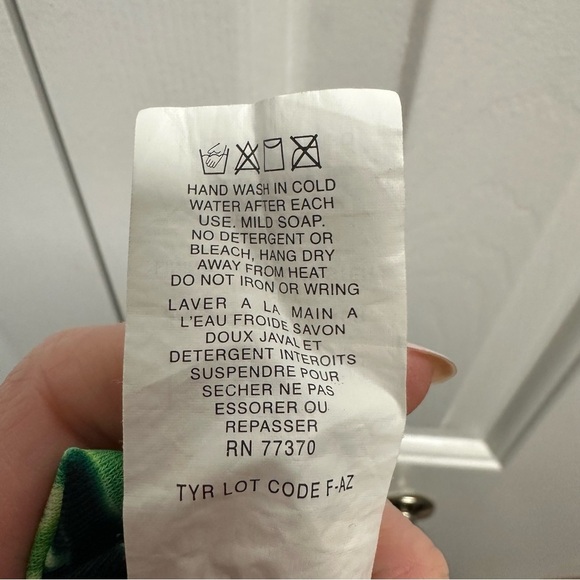 HAND WASH IN COLD
WATER AFTER EACH
USE. MILD SOAP.
NO DETERGENT OR
BLEACH, HANG DRY
AWAY FROM HEAT
DO NOT IRON OR WRING
LAVER A LA MAIN A
L'EAU FROIDE SAVON
DOUX JAVAL ET
DETERGENT INTEROITS
SUSPENDRE POUR
SECHER NE PAS
ESSORER OU
REPASSER
RN 77370
TYR LOT CODE F-AZ